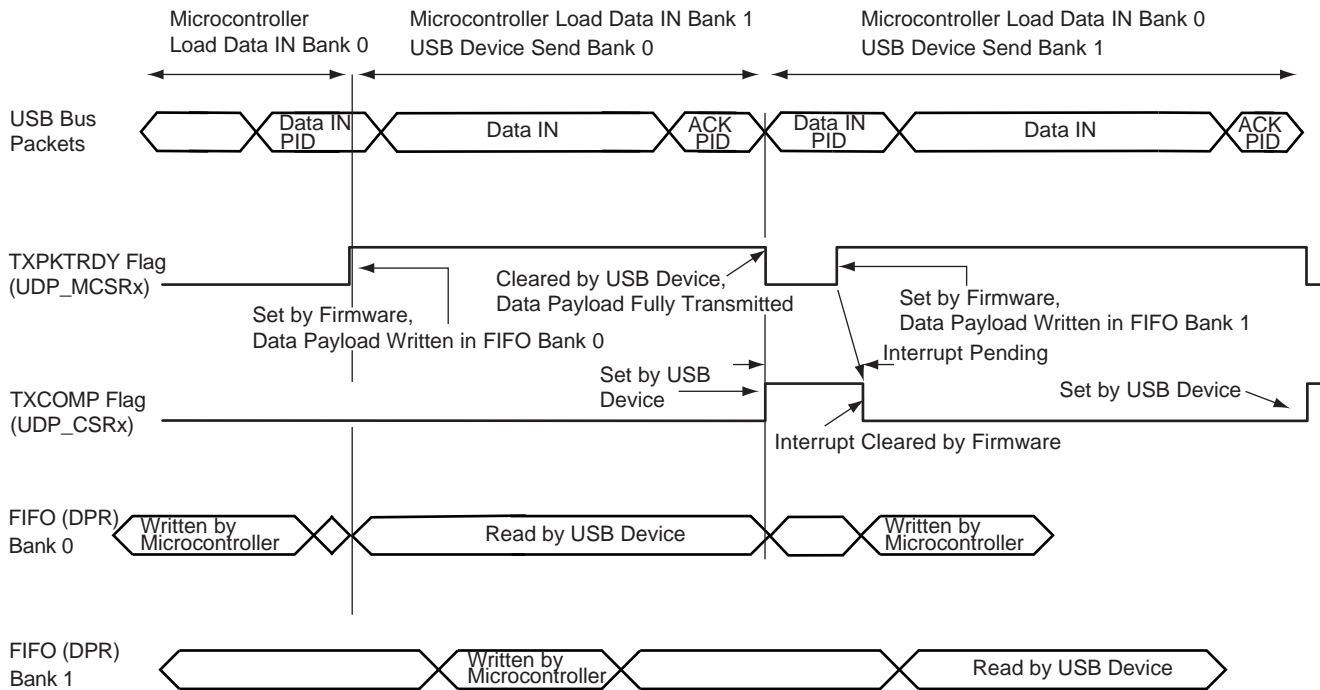 Microcontroller
Load Data IN Bank 0
Microcontroller Load Data IN Bank 1
USB Device Send Bank 0
Microcontroller Load Data IN Bank 0
USB Device Send Bank 1
USB Bus
Packets
Data IN
PID
Data IN
ACK
PID
Data IN
PID
Data IN
ACK
PID
TXPKTRDY Flag
(UDP_MCSRx)
Set by Firmware,
Data Payload Written in FIFO Bank 0
Cleared by USB Device,
Data Payload Fully Transmitted
Set by Firmware,
Data Payload Written in FIFO Bank 1
Interrupt Pending
TXCOMP Flag
(UDP_CSRx)
Set by USB
Device
Set by USB Device
Interrupt Cleared by Firmware
FIFO (DPR)
Bank 0
Written by
Microcontroller
Read by USB Device
Written by
Microcontroller
FIFO (DPR)
Bank 1
Written by
Microcontroller
Read by USB Device